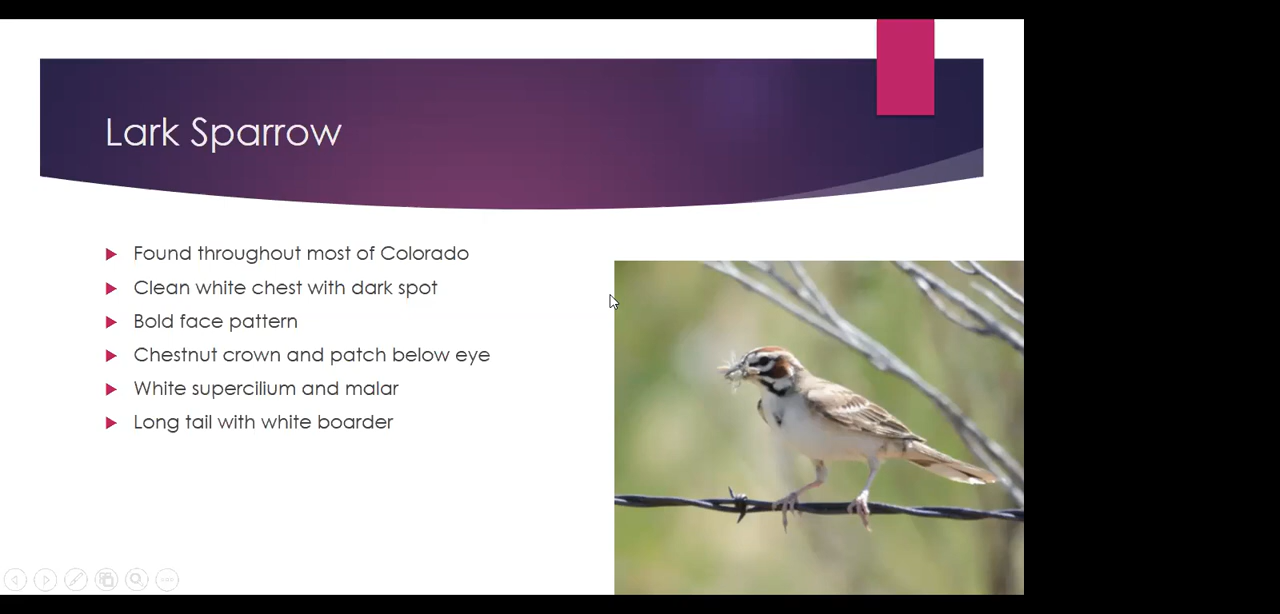 Lark Sparrow
Found throughout most of Colorado
Clean white chest with dark spot
Bold face pattern
Chestnut crown and patch below eye
White supercilium and malar
Long tail with white boarder